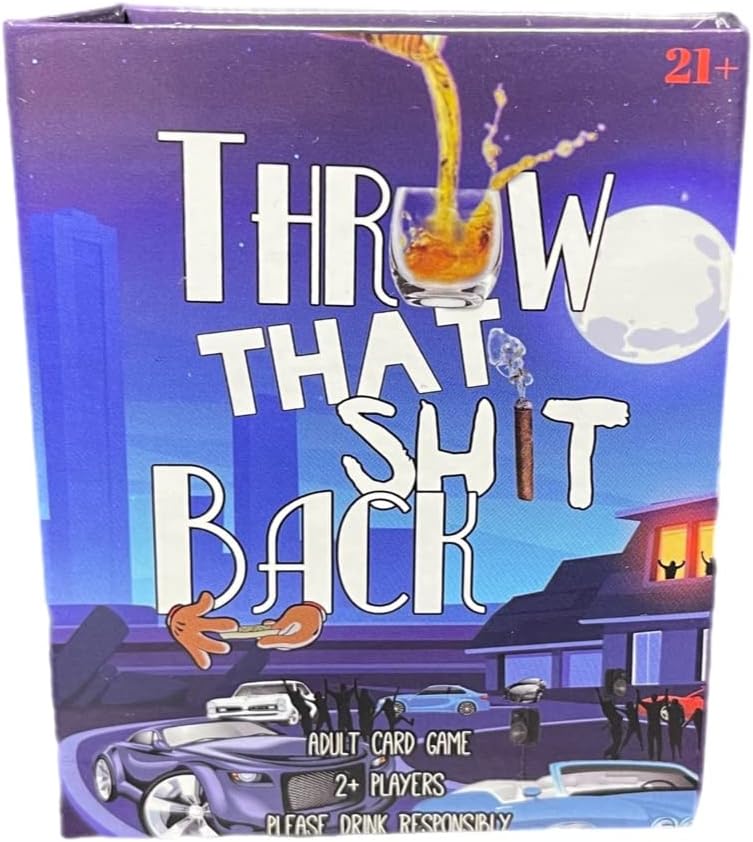 21+
THROW
THAT
SHIT
BACK
ADULT CARD GAME
2+ PLAYERS
PLEASE DRINK RESPONSIBLY